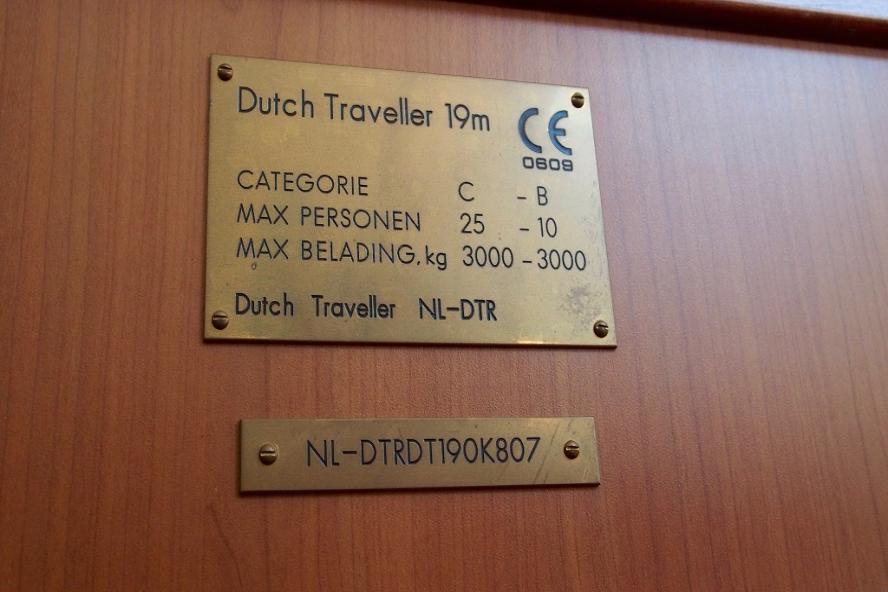 Dutch Traveller 19m CE
0609
CATEGORIE C - B
MAX PERSONEN 25 - 10
MAX BELADING, kg 3000 - 3000
Dutch Traveller NL-DTR
NL-DTRDT190K807